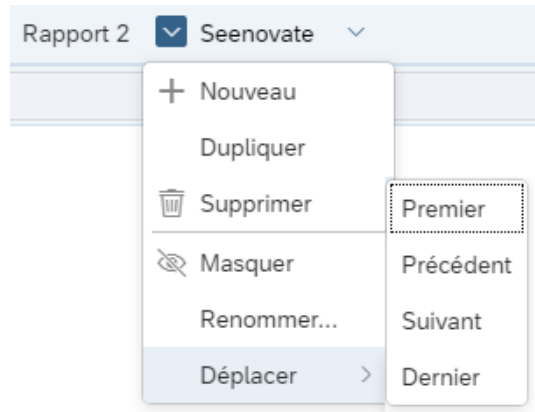 Rapport 2 Seenovate
Nouveau
Dupliquer
Supprimer
Masquer
Renommer...
Déplacer
Premier
Précédent
Suivant
Dernier